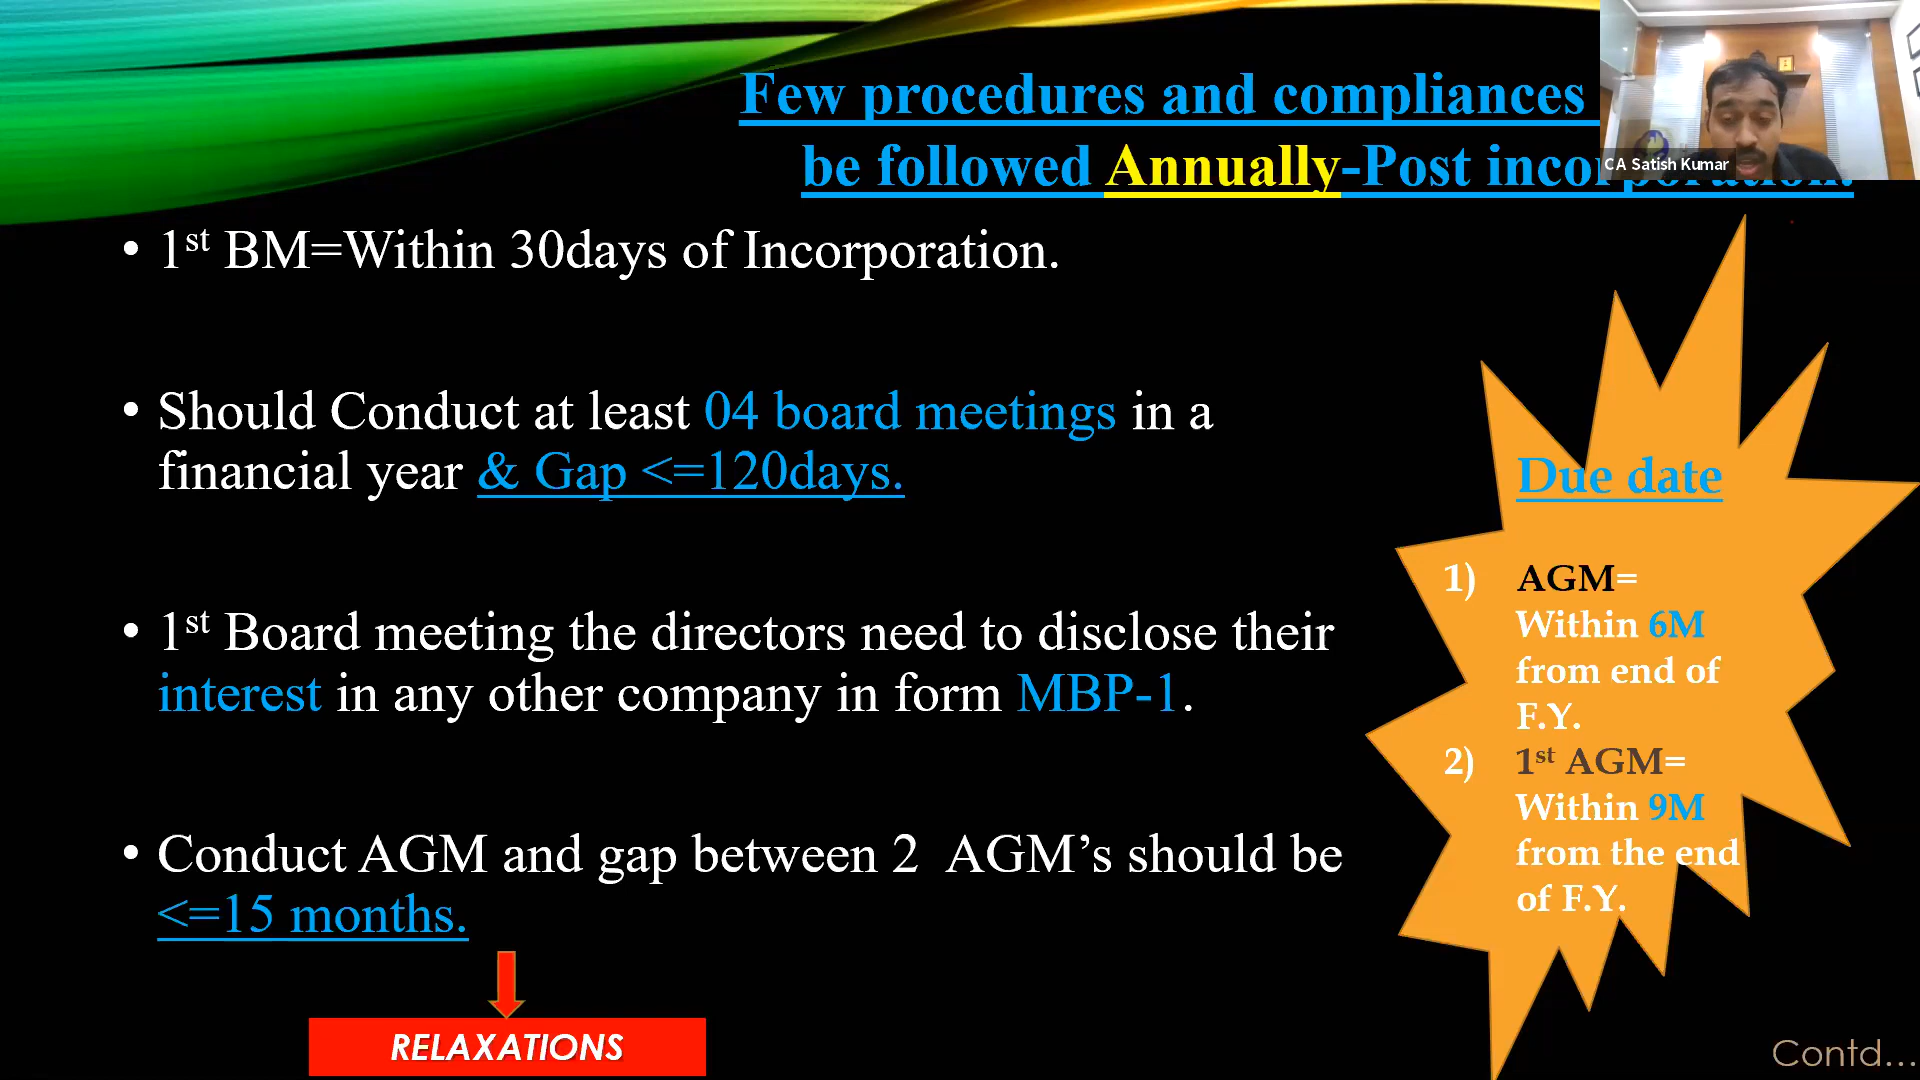 Few procedures and compliances
be followed Annually-Post incorporation.
CA Satish Kumar
• 1st BM=Within 30days of Incorporation.
• Should Conduct at least 04 board meetings in a
financial year & Gap <=120days.
• 1st Board meeting the directors need to disclose their
interest in any other company in form MBP-1.
• Conduct AGM and gap between 2 AGM’s should be
<=15 months.
RELAXATIONS
Due date
1) AGM=
Within 6M
from end of
F.Y.
2) 1st AGM=
Within 9M
from the end
of F.Y.
Contd...